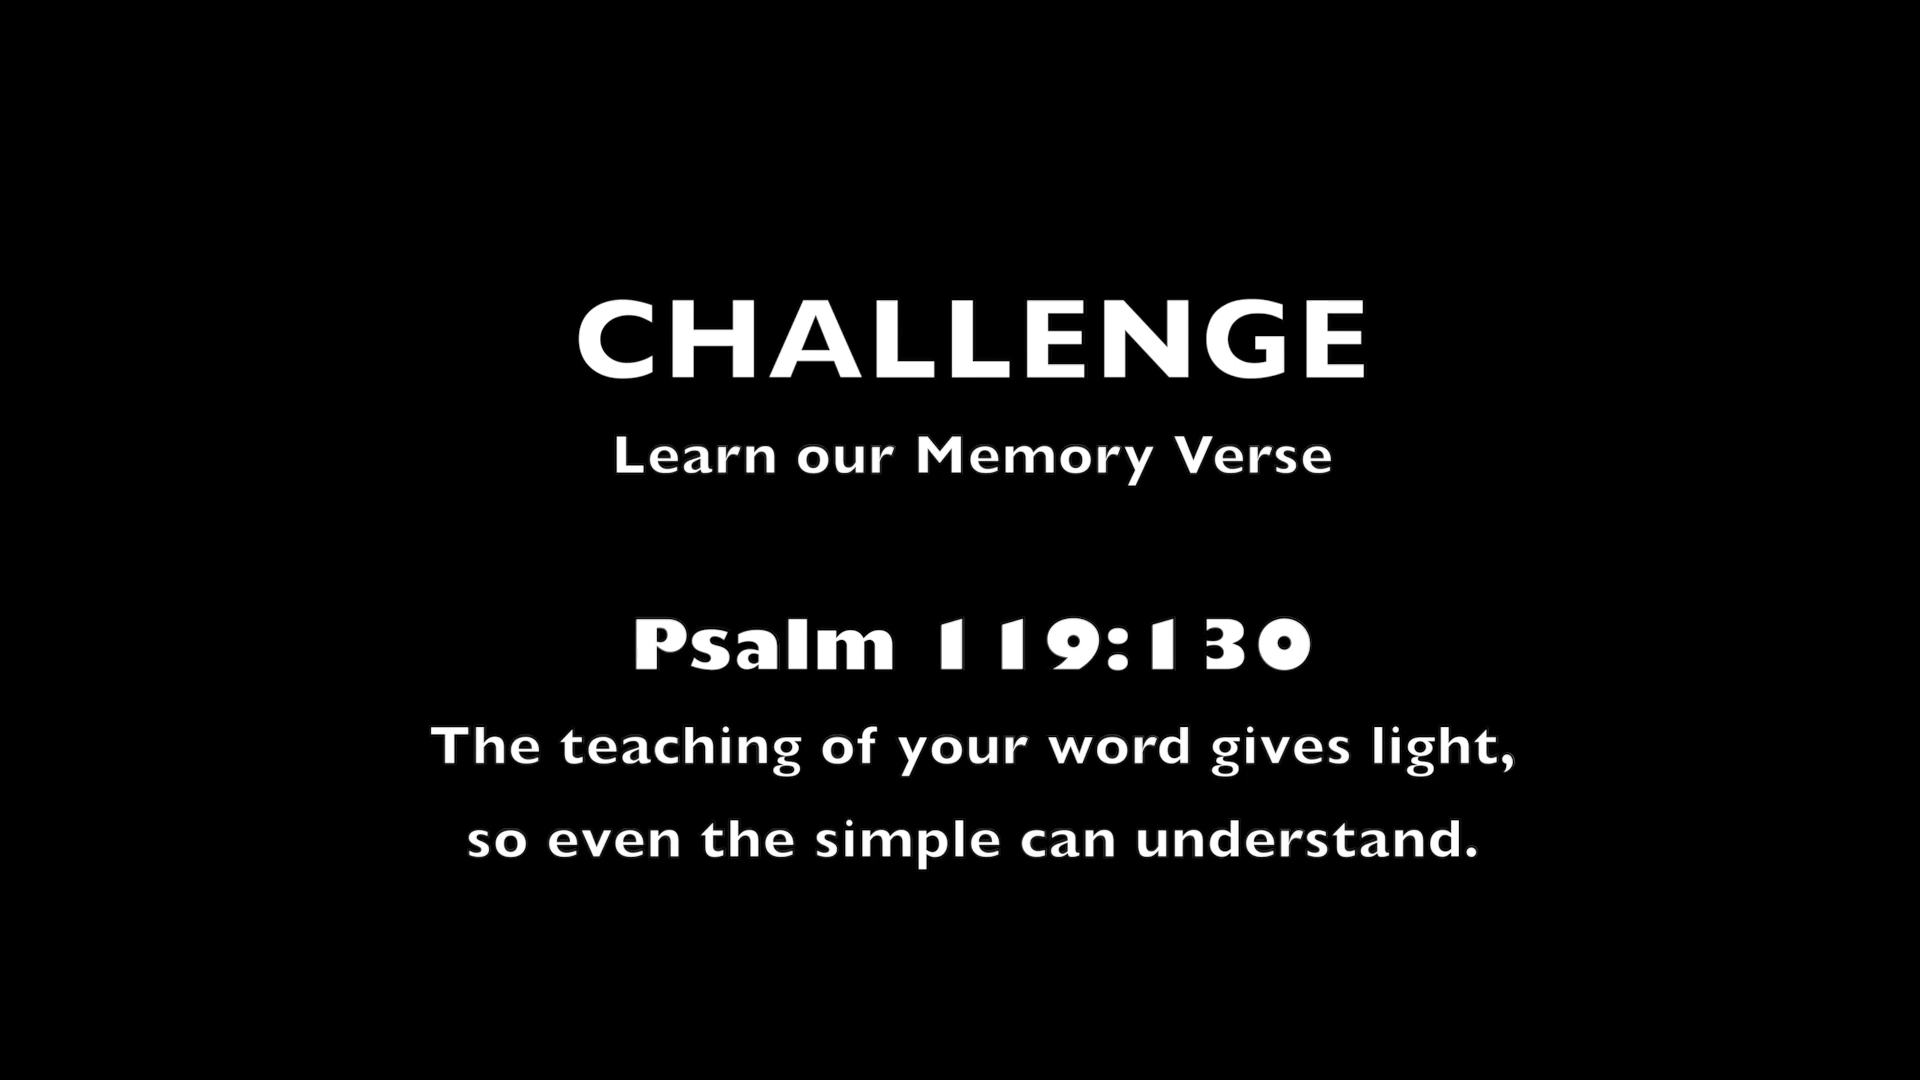 CHALLENGE
Learn our Memory Verse
Psalm 119:130
The teaching of your word gives light,
so even the simple can understand.